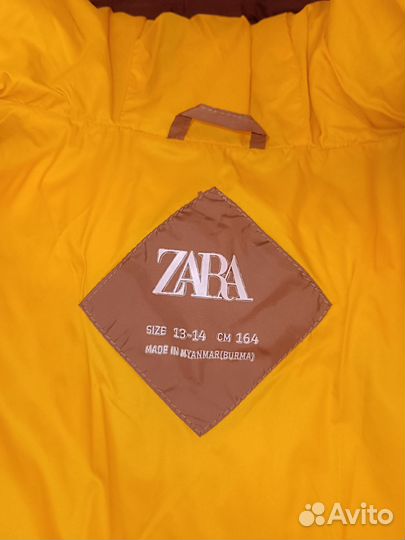 ZARA
SIZE 13-14 CM 164
MADE IN MYANMAR(BURMA)
Avito